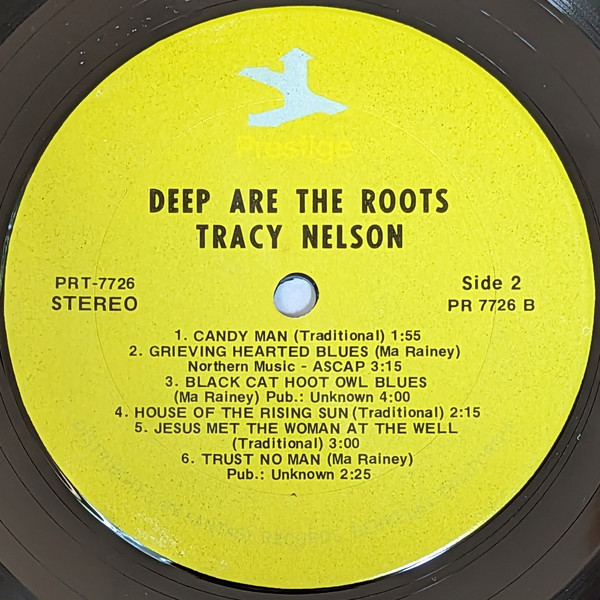 Prestige
DEEP ARE THE ROOTS
TRACY NELSON
PRT-7726
STEREO
Side 2
PR 7726 B
1. CANDY MAN (Traditional) 1:55
2. GRIEVING HEARTED BLUES (Ma Rainey)
Northern Music - ASCAP 3:15
3. BLACK CAT HOOT OWL BLUES
(Ma Rainey) Pub.: Unknown 4:00
4. HOUSE OF THE RISING SUN (Traditional) 2:15
5. JESUS MET THE WOMAN AT THE WELL
(Traditional) 3:00
6. TRUST NO MAN (Ma Rainey)
Pub.: Unknown 2:25
FANTASY RECORDS